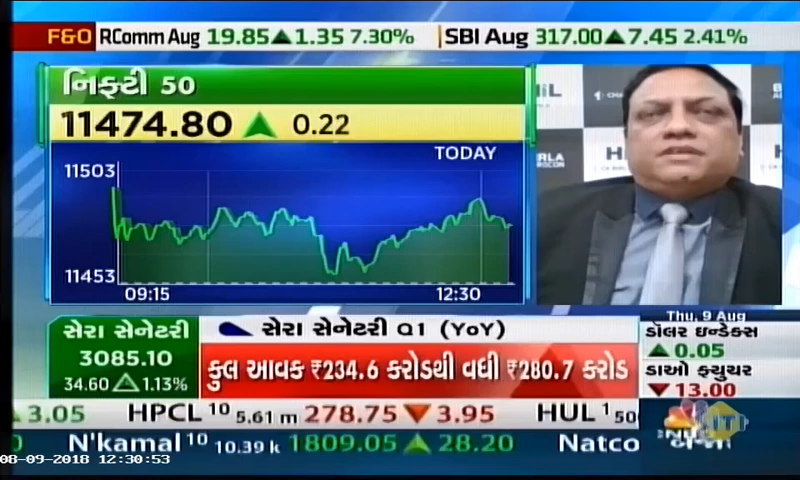 F&O RComm Aug 19.85 ▲ 1.35 7.30% SBI Aug 317.00 ▲ 7.45 2.41%
નિફ્ટી 50
11474.80 ▲ 0.22
TODAY
11503
11453
09:15 12:30
Thu, 9 Aug
સેરા સેનેટરી
3085.10
34.60 △ 1.13%
સેરા સેનેટરી Q1 (YoY)
કુલ આવક ₹234.6 કરોડથી વધી ₹280.7 કરોડ
ડૉલર ઇન્ડેક્સ
▲ 0.05
ડાઓ ફ્યુચર
▼ 13.00
▲ 3.05 HPCL 10 5.61 m 278.75 ▼ 3.95 HUL 1
N'kamal 10 10.39 k 1809.05 ▲ 28.20 Natco
08-09-2018 12:30:53